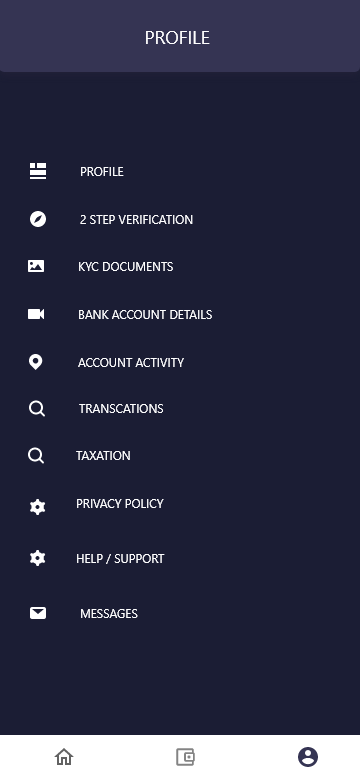 PROFILE
PROFILE
2 STEP VERIFICATION
KYC DOCUMENTS
BANK ACCOUNT DETAILS
ACCOUNT ACTIVITY
TRANSCATIONS
TAXATION
PRIVACY POLICY
HELP / SUPPORT
MESSAGES